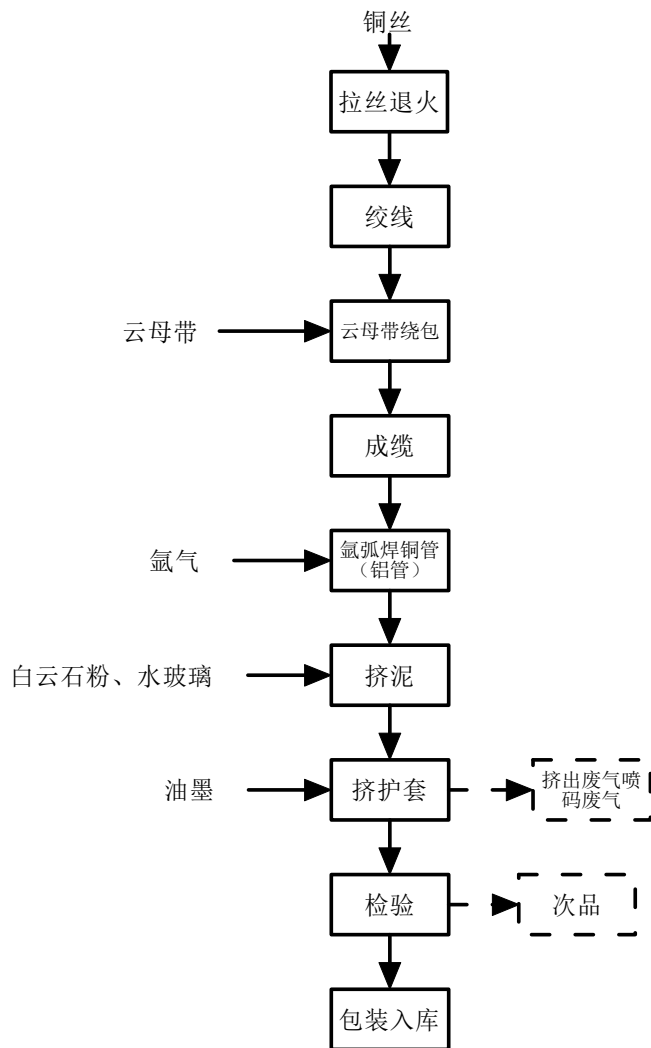 铜丝
拉丝退火
绞线
云母带
云母带绕包
成缆
氩气
氩弧焊铜管
（铝管）
白云石粉、水玻璃
挤泥
油墨
挤护套
挤出废气喷
码废气
检验
次品
包装入库